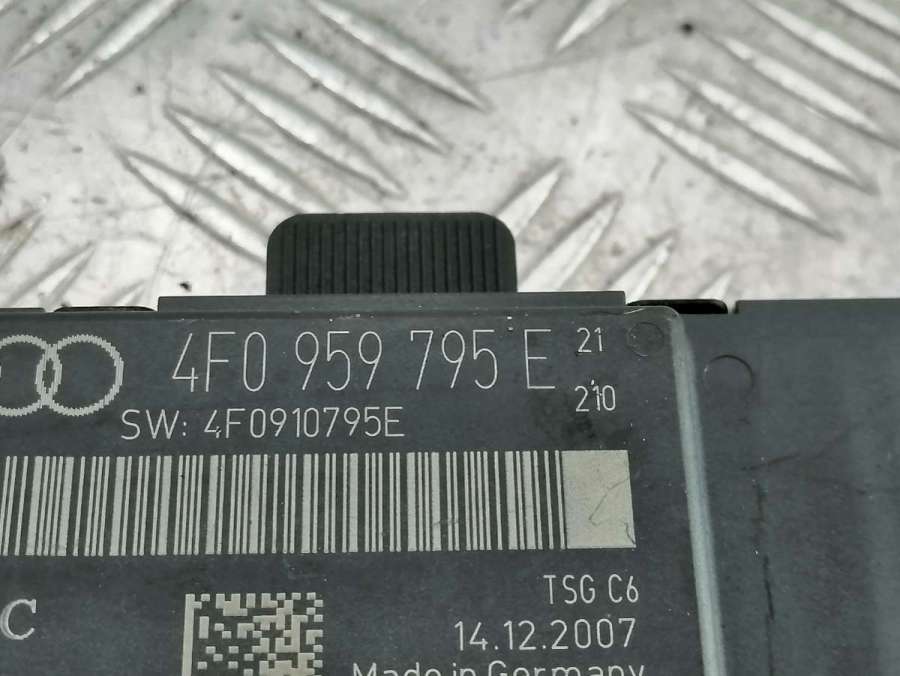 4F0 959 795 E 21
210
SW: 4F0910795E
TSG C6
C
14.12.2007
Made in Germany